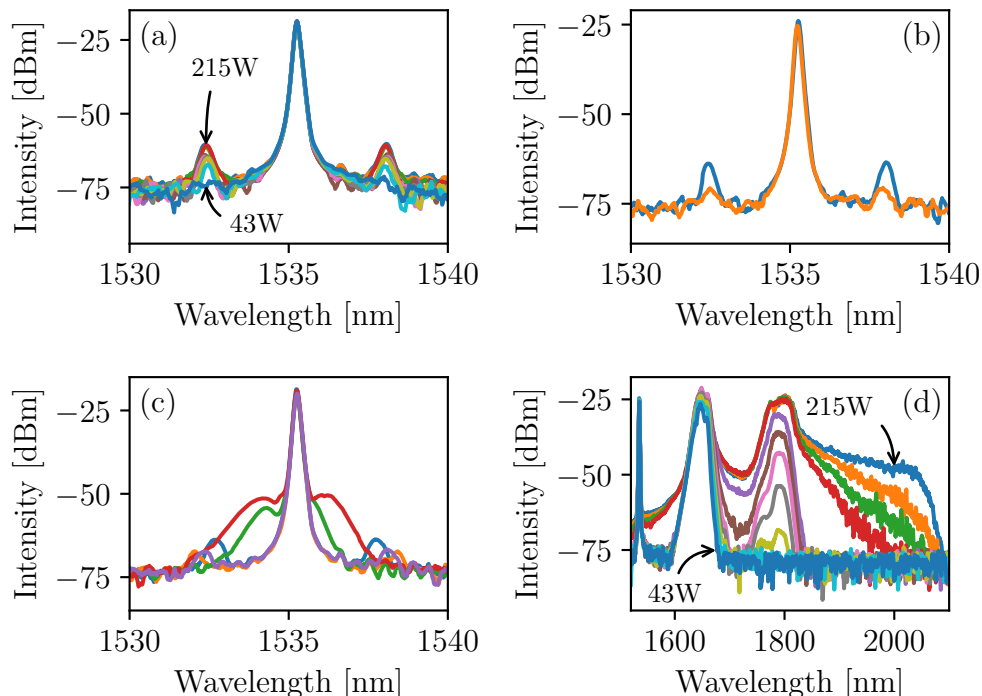 (a)
215W
43W
Intensity [dBm]
−25
−50
−75
1530
1535
1540
Wavelength [nm]
(b)
Intensity [dBm]
−25
−50
−75
1530
1535
1540
Wavelength [nm]
(c)
Intensity [dBm]
−25
−50
−75
1530
1535
1540
Wavelength [nm]
(d)
215W
43W
Intensity [dBm]
−25
−50
−75
1600
1800
2000
Wavelength [nm]